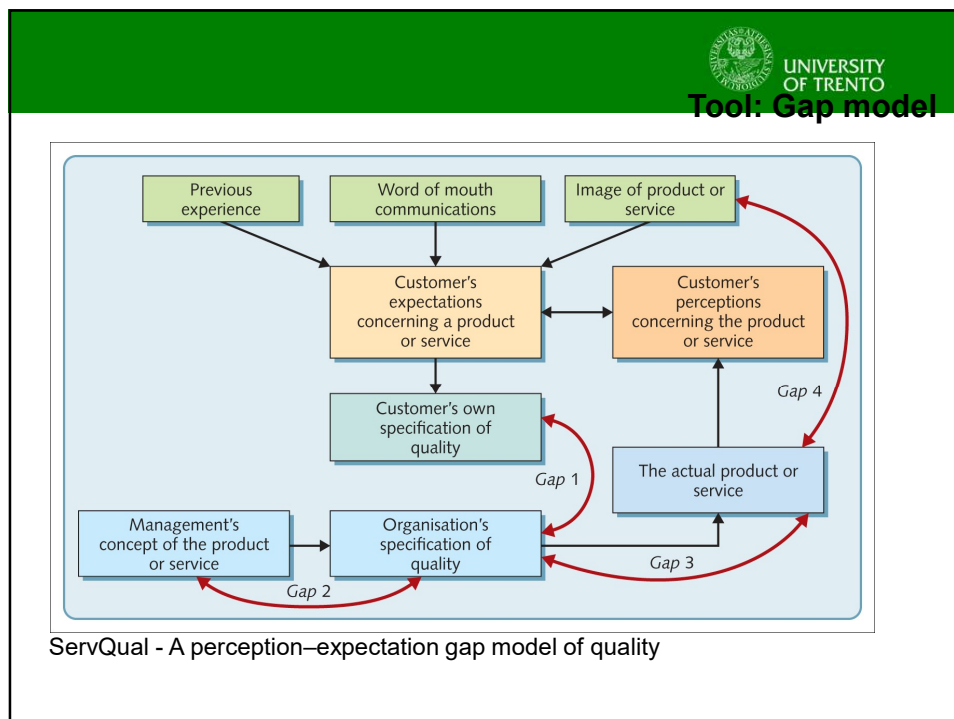 UNIVERSITY
OF TRENTO
Tool: Gap model
Previous
experience
Word of mouth
communications
Image of product or
service
Customer's
expectations
concerning a product
or service
Customer's
perceptions
concerning the product
or service
Gap 4
Customer's own
specification of
quality
Gap 1
The actual product or
service
Management's
concept of the product
or service
Organisation's
specification of
quality
Gap 3
Gap 2
ServQual - A perception–expectation gap model of quality